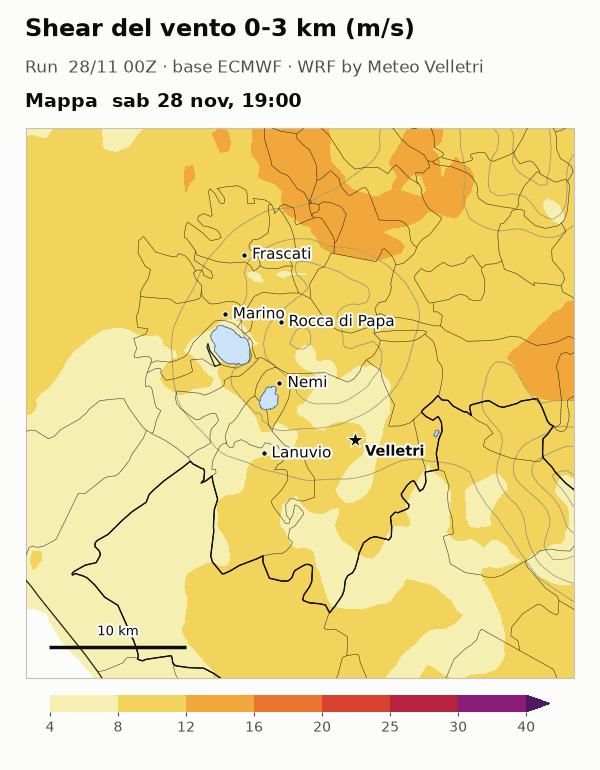 Shear del vento 0-3 km (m/s)
Run  28/11 00Z · base ECMWF · WRF by Meteo Velletri
Mappa  sab 28 nov, 19:00
Frascati
Marino
Rocca di Papa
Nemi
Velletri
Lanuvio
10 km
4 8 12 16 20 25 30 40